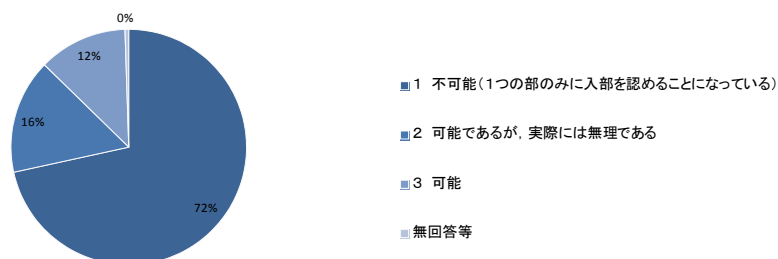 0%
12%
16%
72%
1 不可能(1つの部のみに入部を認めることになっている)
2 可能であるが, 実際には無理である
3 可能
無回答等